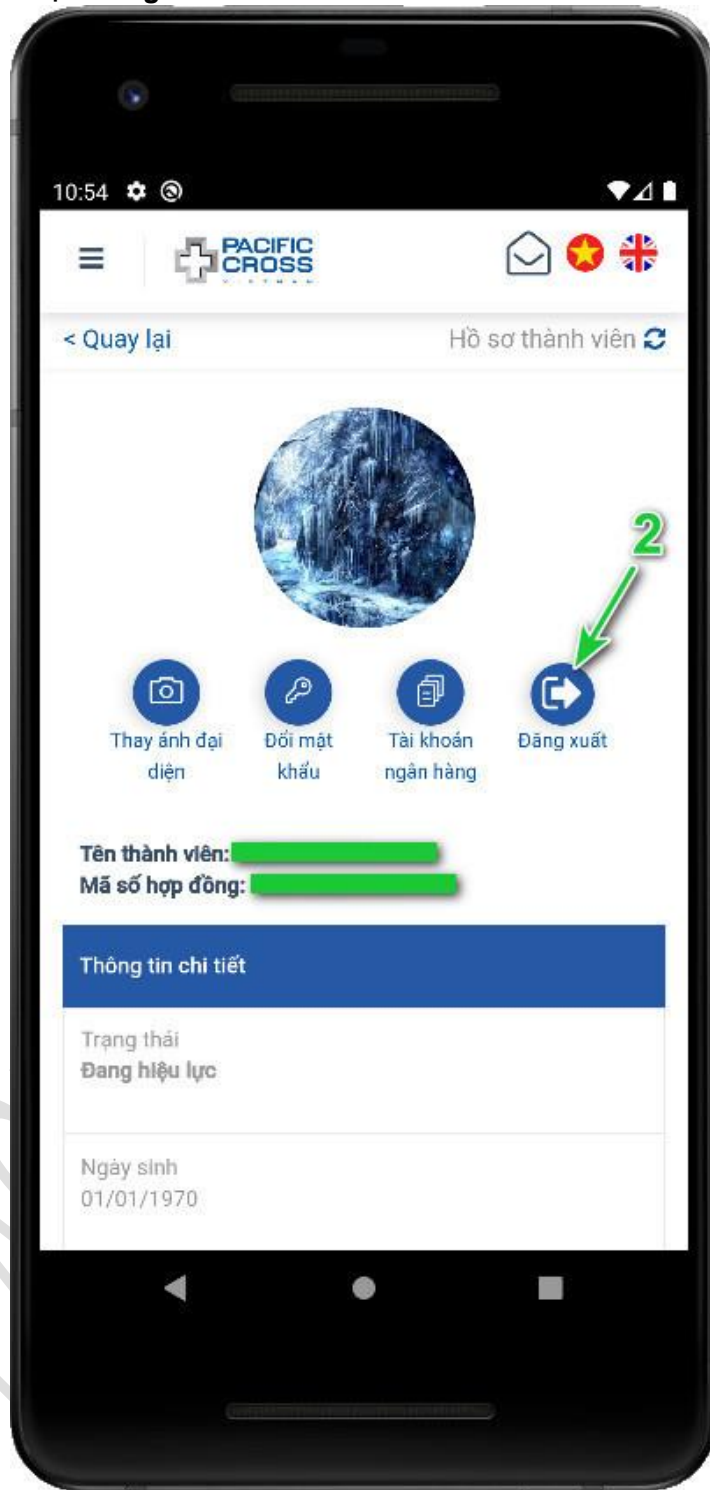 10:54
PACIFIC
CROSS
VIETNAM
< Quay lại
Hồ sơ thành viên
2
Thay ảnh đại
diện
Đổi mật
khẩu
Tài khoản
ngân hàng
Đăng xuất
Tên thành viên:
Mã số hợp đồng:
Thông tin chi tiết
Trạng thái
Đang hiệu lực
Ngày sinh
01/01/1970